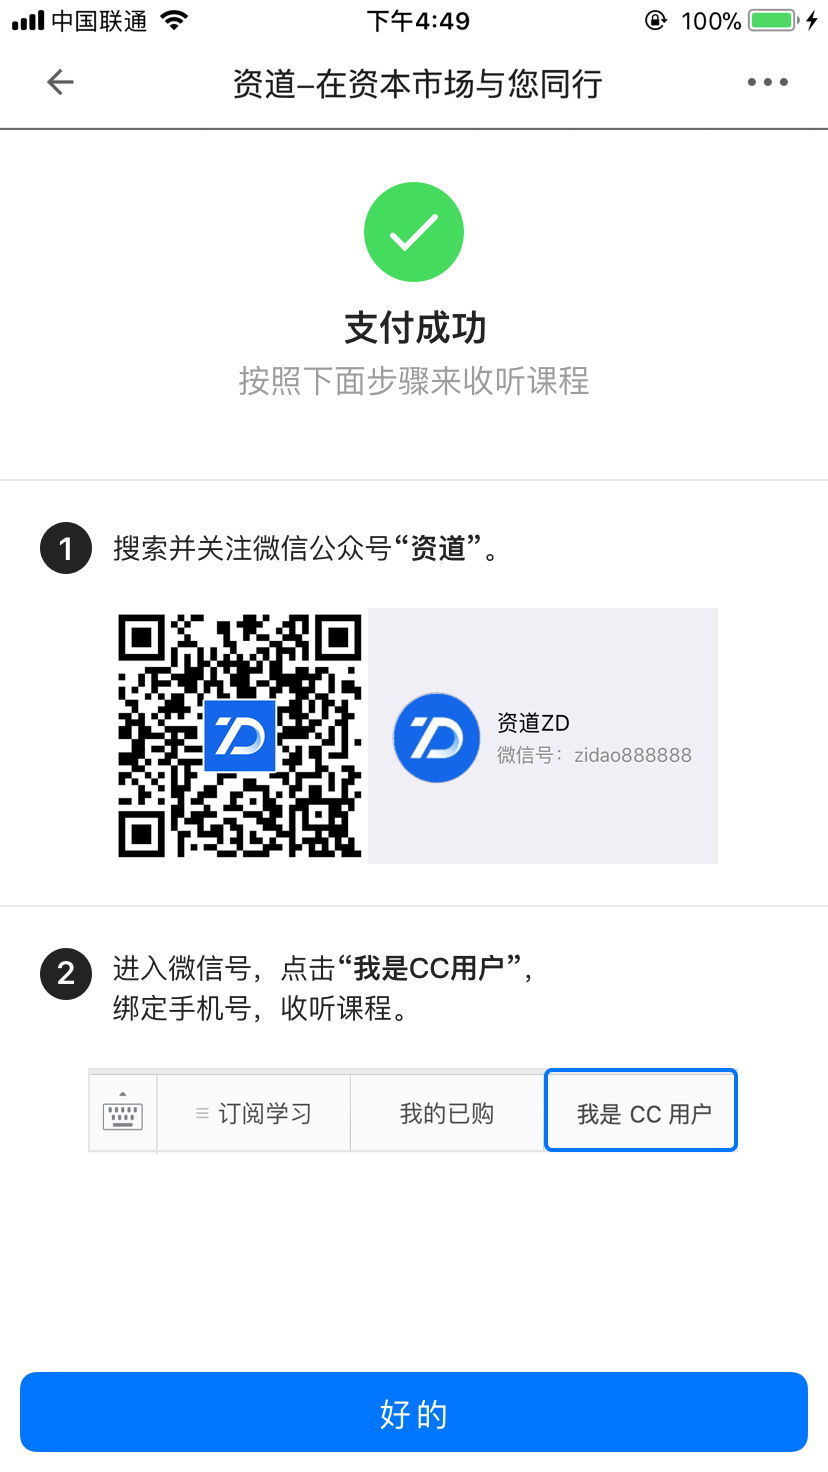 中国联通
下午4:49
100%
资道–在资本市场与您同行
支付成功
按照下面步骤来收听课程
1 搜索并关注微信公众号“资道”。
资道ZD
微信号：zidao888888
2 进入微信号，点击“我是CC用户”，
绑定手机号，收听课程。
订阅学习 我的已购 我是 CC 用户
好的